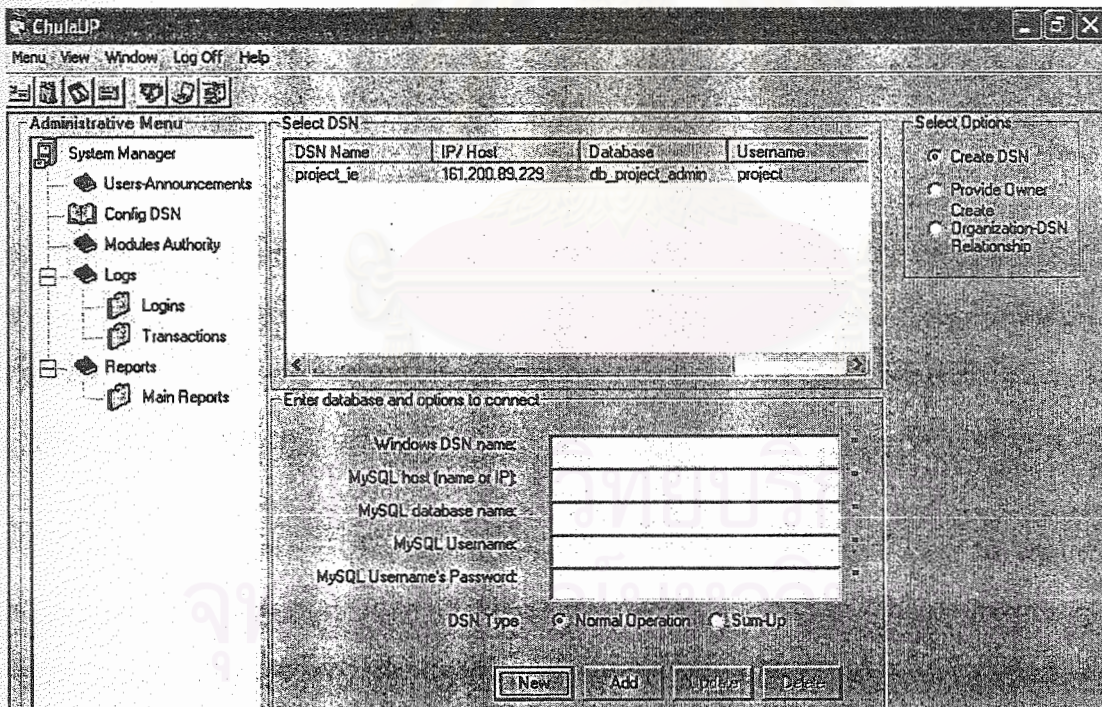 ChulaUP
Menu View Window Log Off Help
Administrative Menu
System Manager
Users-Announcements
Config DSN
Modules Authority
Logs
Logins
Transactions
Reports
Main Reports
Select DSN
DSN Name IP/ Host Database Username
project_ie 161.200.89.229 db_project_admin project
Enter database and options to connect
Windows DSN name:
MySQL host (name or IP):
MySQL database name:
MySQL Username:
MySQL Username's Password:
DSN Type Normal Operation Sum-Up
New Add Update Delete
Select Options
Create DSN
Provide Owner
Create
Organization-DSN
Relationship